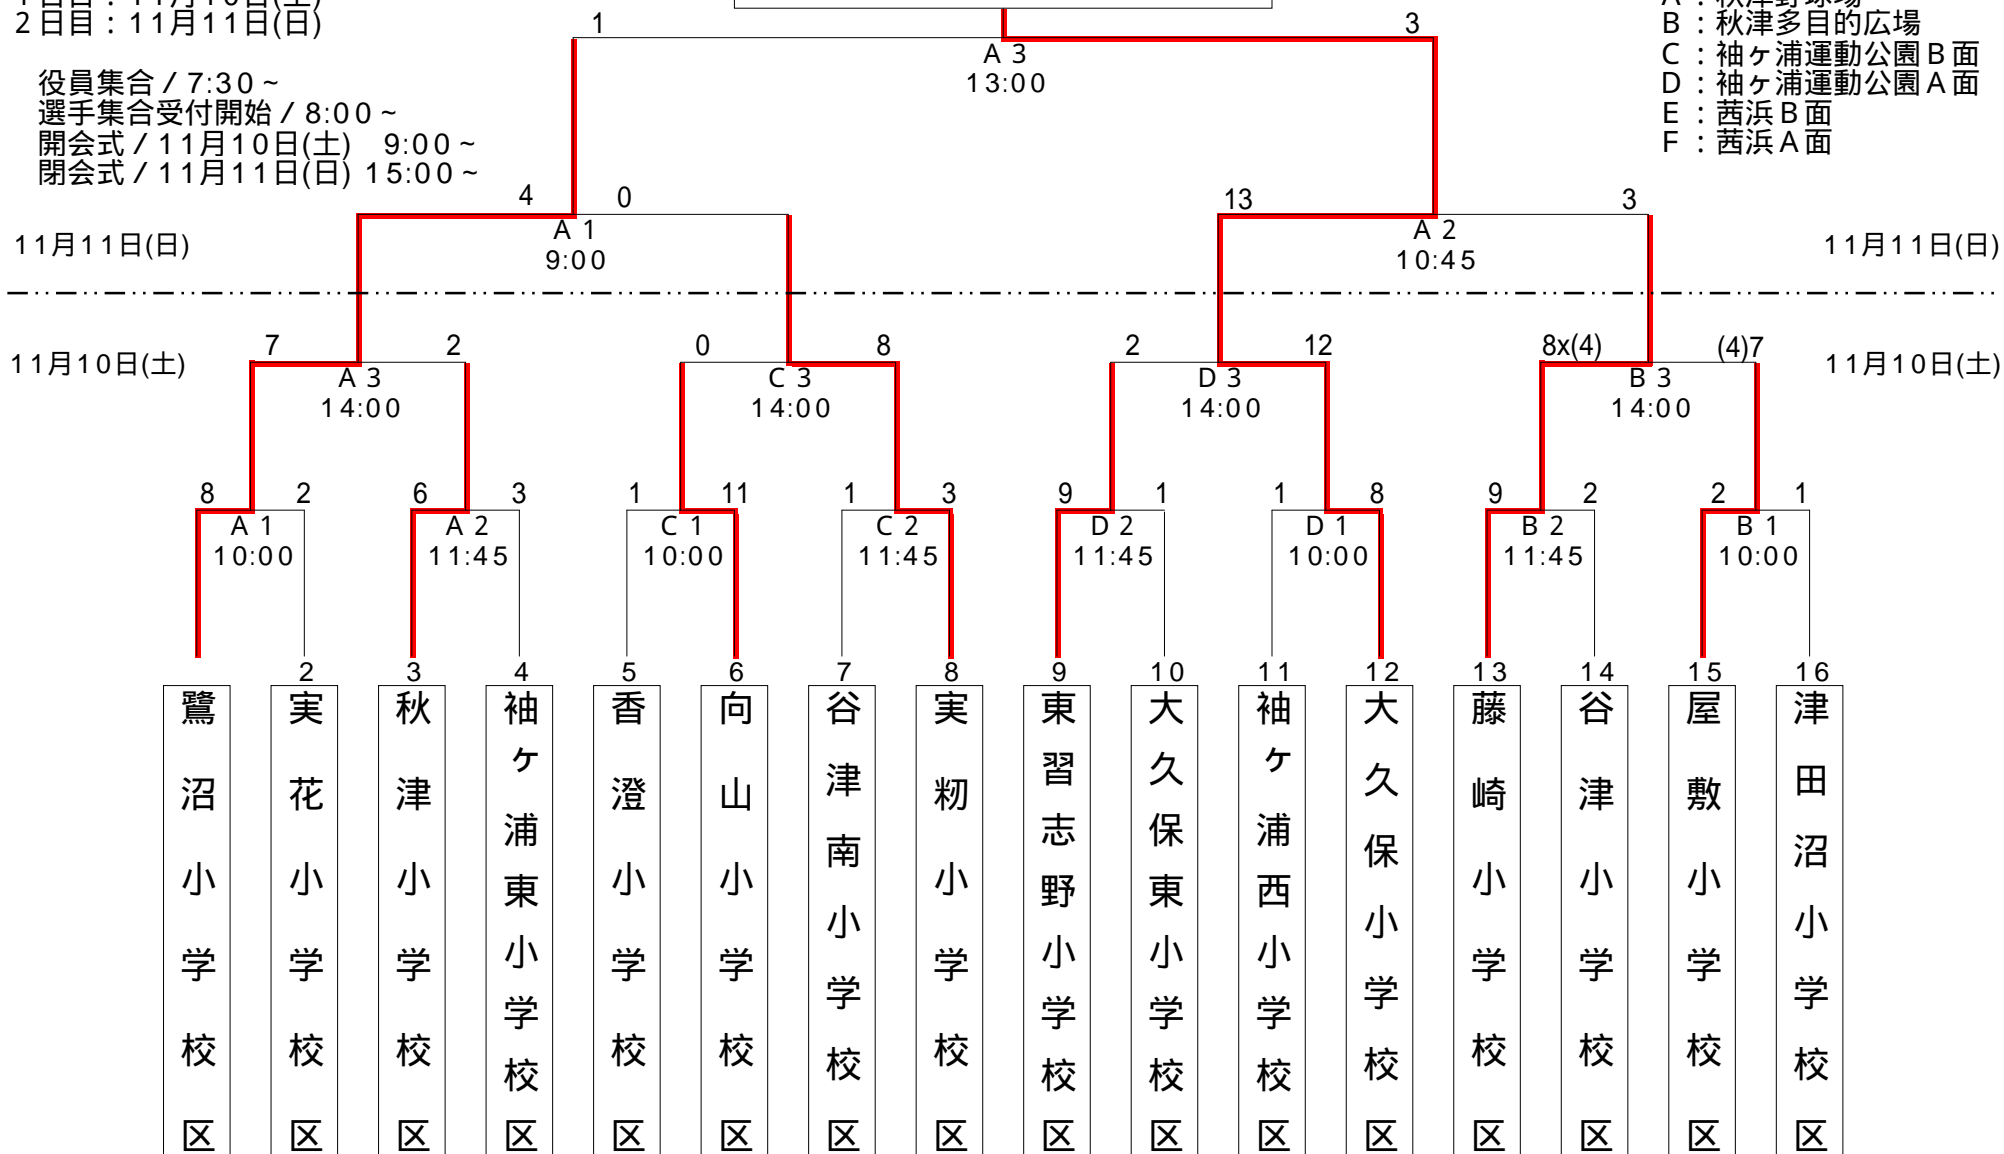 2日目：11月11日(日)
役員集合 / 7:30 ~
選手集合受付開始 / 8:00 ~
開会式 / 11月10日(土)　9:00 ~
閉会式 / 11月11日(日) 15:00 ~
B ：秋津多目的広場
C ：袖ヶ浦運動公園B面
D ：袖ヶ浦運動公園A面
E ：茜浜B面
F ：茜浜A面
1 3
A 3
13:00
4 0 13 3
A 1 A 2
9:00 10:45
11月11日(日) 11月11日(日)
7 2 0 8 2 12 8x(4) (4)7
11月10日(土) 11月10日(土)
A 3 C 3 D 3 B 3
14:00 14:00 14:00 14:00
8 2 6 3 1 11 1 3 9 1 1 8 9 2 2 1
A 1 A 2 C 1 C 2 D 2 D 1 B 2 B 1
10:00 11:45 10:00 11:45 11:45 10:00 11:45 10:00
2 3 4 5 6 7 8 9 10 11 12 13 14 15 16
鷺沼小学校区
実花小学校区
秋津小学校区
袖ヶ浦東小学校区
香澄小学校区
向山小学校区
谷津南小学校区
実籾小学校区
東習志野小学校区
大久保東小学校区
袖ヶ浦西小学校区
大久保小学校区
藤崎小学校区
谷津小学校区
屋敷小学校区
津田沼小学校区